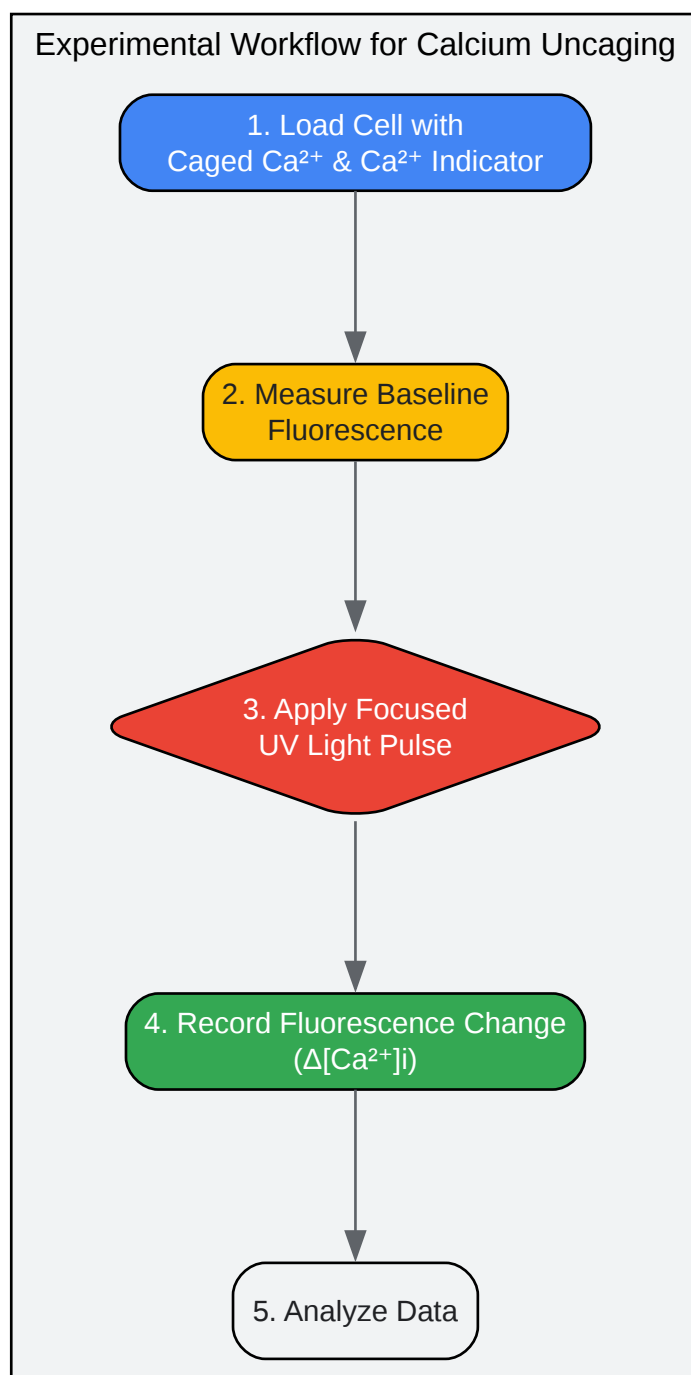 Experimental Workflow for Calcium Uncaging
1. Load Cell with
Caged Ca²⁺ & Ca²⁺ Indicator
2. Measure Baseline
Fluorescence
3. Apply Focused
UV Light Pulse
4. Record Fluorescence Change
(Δ[Ca²⁺]i)
5. Analyze Data